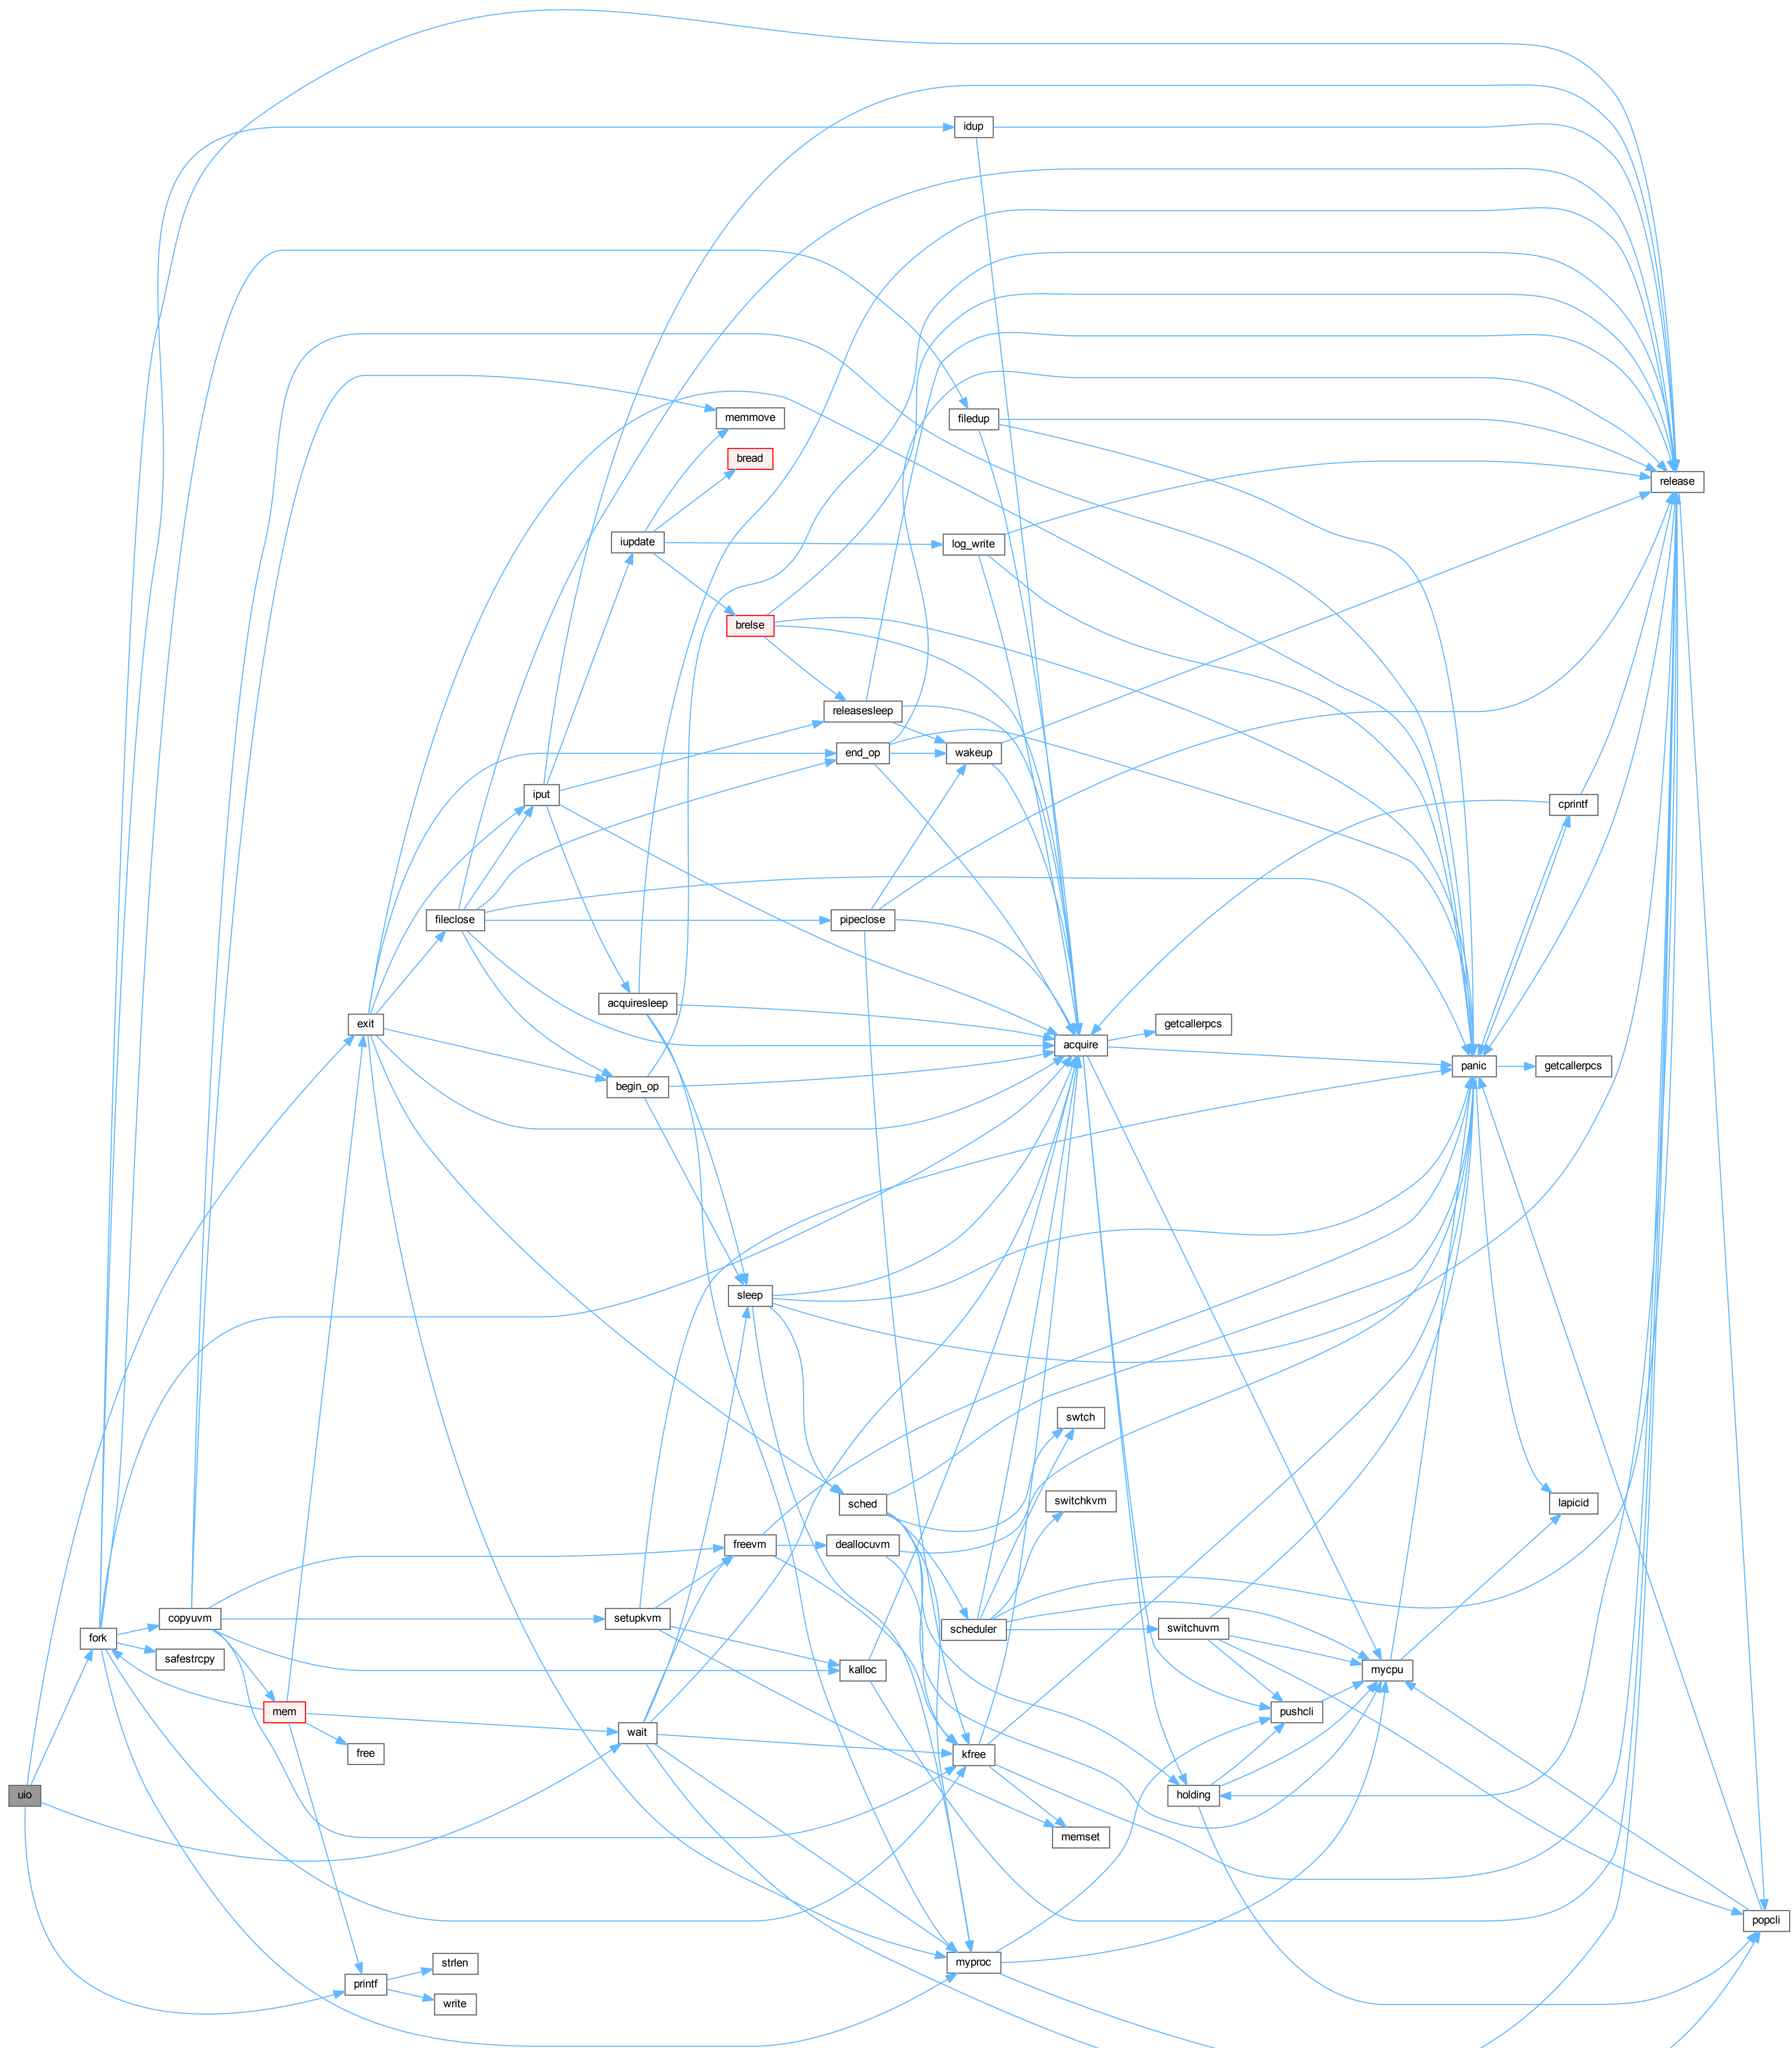 idup
memmove
filedup
bread
release
iupdate
log_write
brelse
releasesleep
end_op
wakeup
iput
cprintf
fileclose
pipeclose
acquiresleep
exit
getcallerpcs
acquire
panic
getcallerpcs
begin_op
sleep
swtch
switchkvm
sched
lapicid
freevm
deallocuvm
copyuvm
setupkvm
scheduler
switchuvm
fork
safestrcpy
kalloc
mycpu
mem
pushcli
wait
free
kfree
uio
holding
memset
popcli
myproc
strlen
printf
write